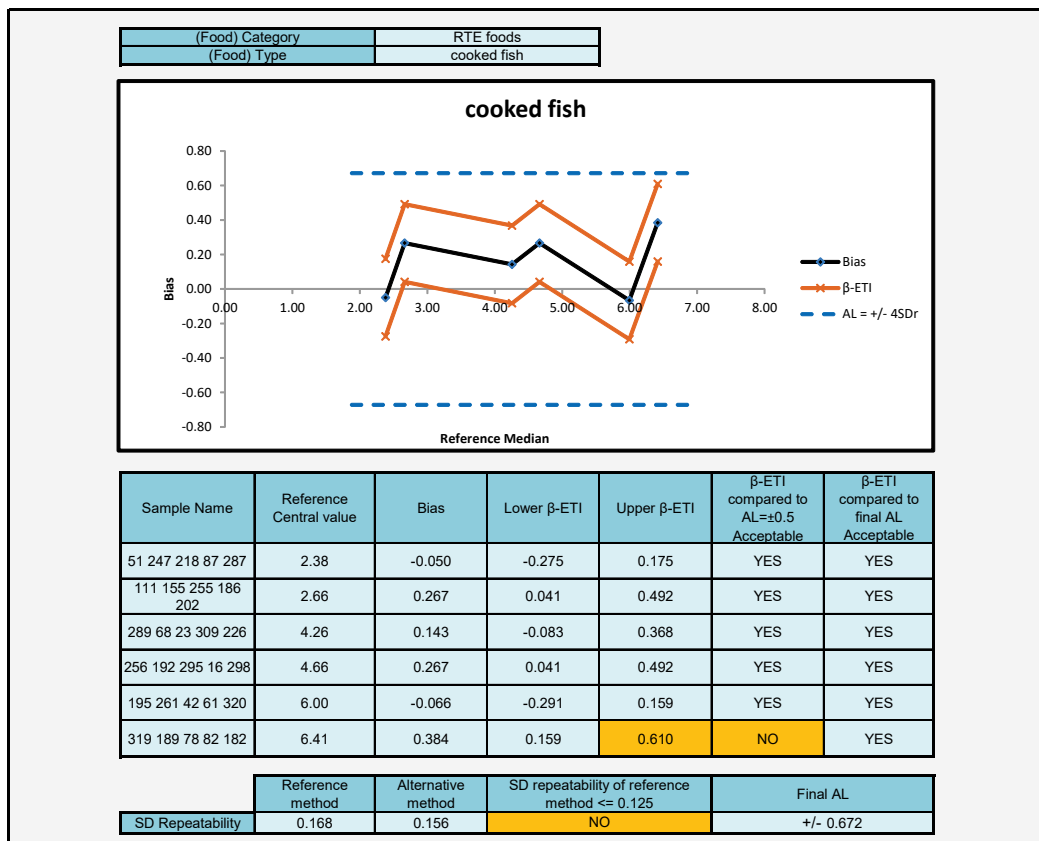 (Food) Category RTE foods
(Food) Type cooked fish
cooked fish
0.80
0.60
0.40
0.20
0.00
-0.20
-0.40
-0.60
-0.80
0.00 1.00 2.00 3.00 4.00 5.00 6.00 7.00 8.00
Bias
Reference Median
Bias
β-ETI
AL = +/- 4SDr
Sample Name Reference Central value Bias Lower β-ETI Upper β-ETI β-ETI compared to AL=±0.5 Acceptable β-ETI compared to final AL Acceptable
51 247 218 87 287 2.38 -0.050 -0.275 0.175 YES YES
111 155 255 186 202 2.66 0.267 0.041 0.492 YES YES
289 68 23 309 226 4.26 0.143 -0.083 0.368 YES YES
256 192 295 16 298 4.66 0.267 0.041 0.492 YES YES
195 261 42 61 320 6.00 -0.066 -0.291 0.159 YES YES
319 189 78 82 182 6.41 0.384 0.159 0.610 NO YES
Reference method Alternative method SD repeatability of reference method <= 0.125 Final AL
SD Repeatability 0.168 0.156 NO +/- 0.672